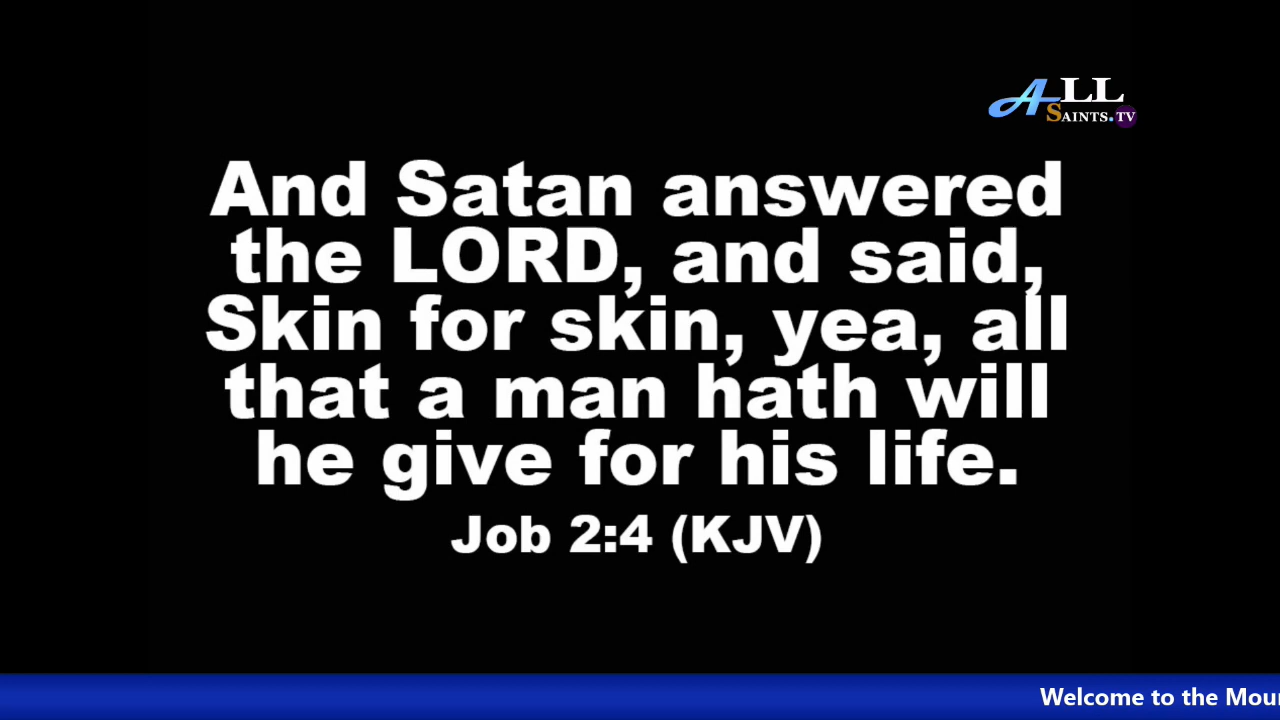 ALL
SAINTS.TV
And Satan answered
the LORD, and said,
Skin for skin, yea, all
that a man hath will
he give for his life.
Job 2:4 (KJV)
Welcome to the